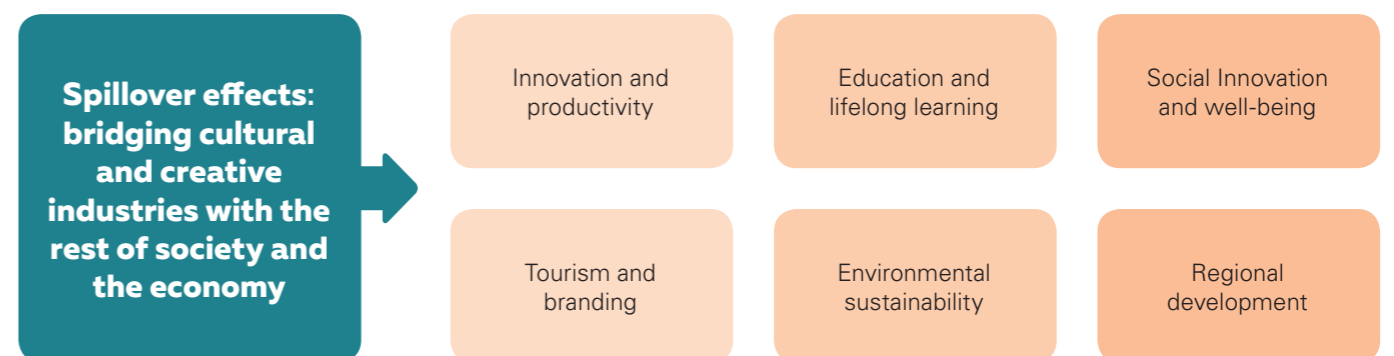 Spillover effects:
bridging cultural
and creative
industries with the
rest of society and
the economy
Innovation and
productivity
Education and
lifelong learning
Social Innovation
and well-being
Tourism and
branding
Environmental
sustainability
Regional
development